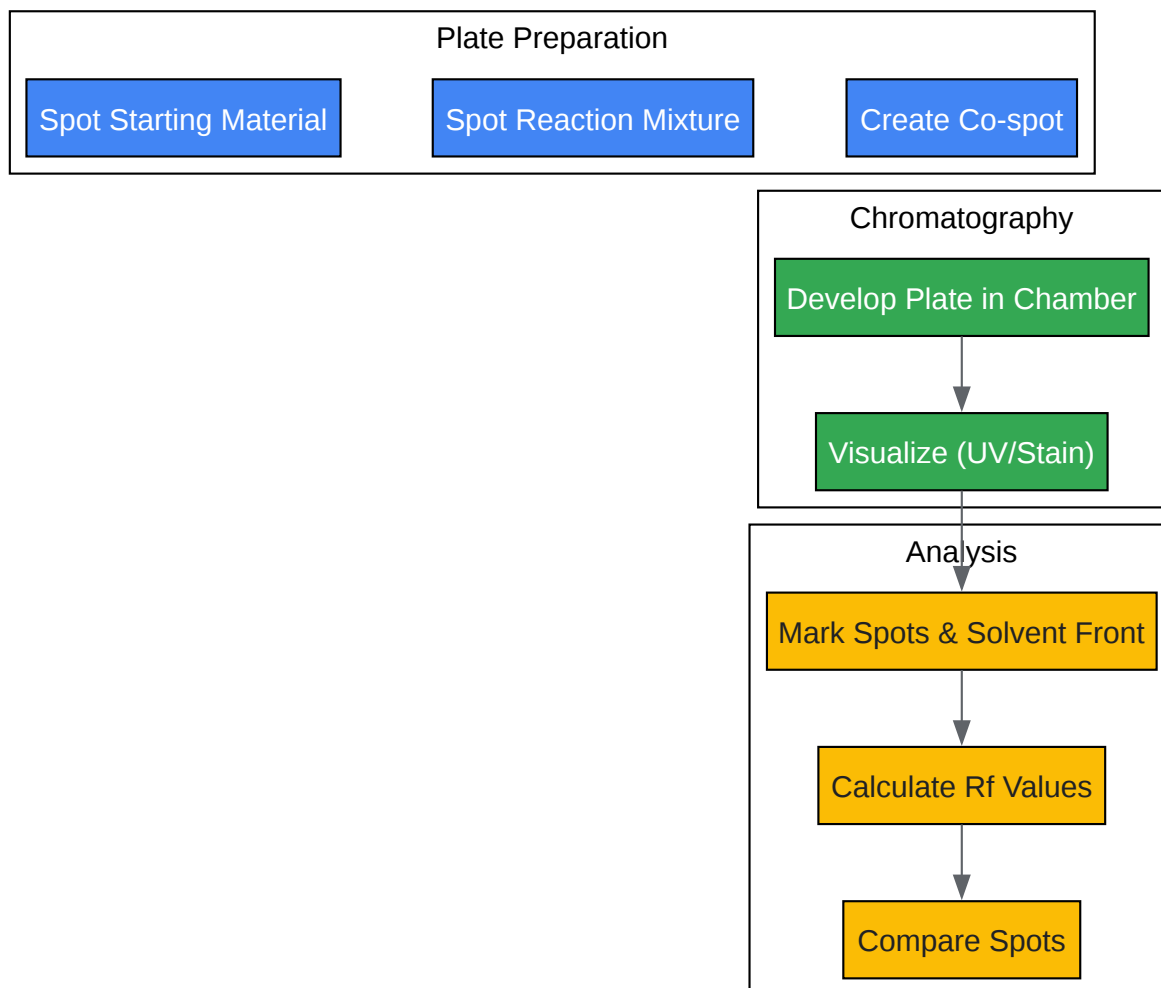 Plate Preparation
Spot Starting Material
Spot Reaction Mixture
Create Co-spot
Chromatography
Develop Plate in Chamber
Visualize (UV/Stain)
Analysis
Mark Spots & Solvent Front
Calculate Rf Values
Compare Spots